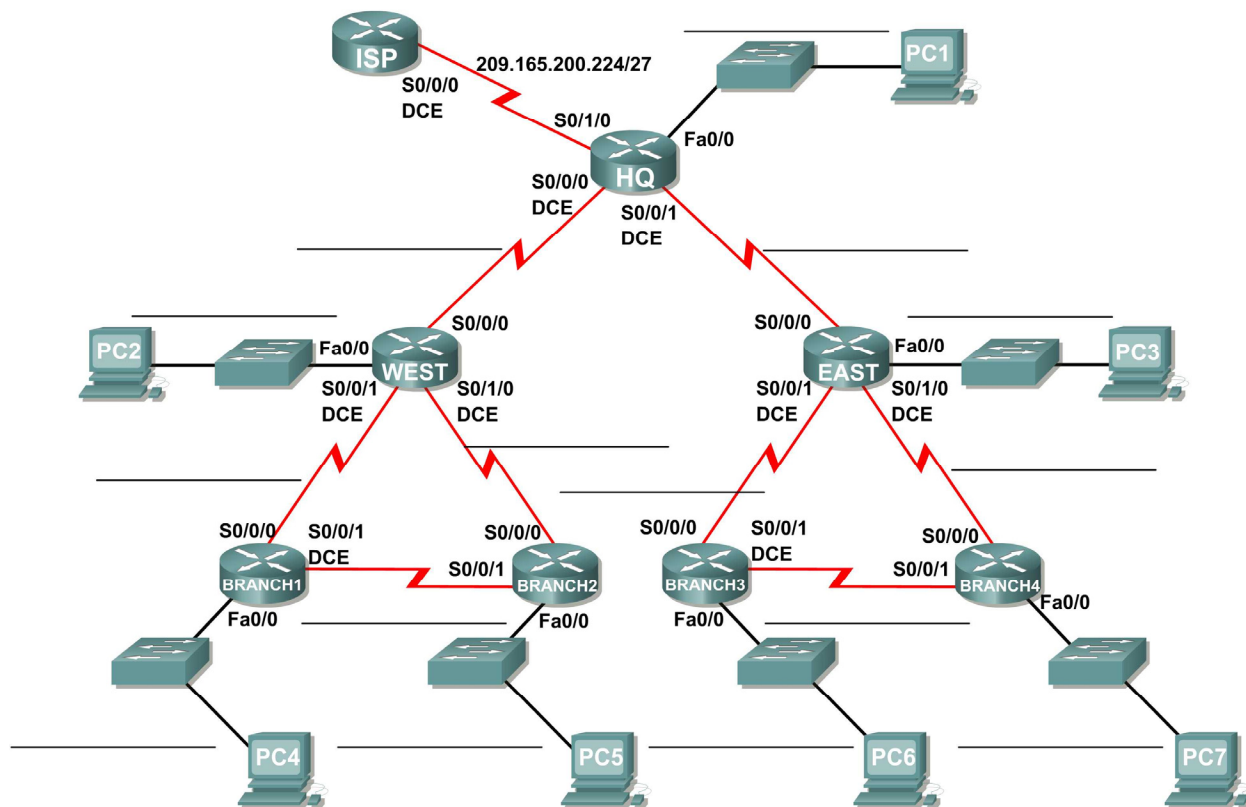 ISP
209.165.200.224/27
PC1
S0/0/0
DCE
S0/1/0
Fa0/0
HQ
S0/0/0
DCE
S0/0/1
DCE
S0/0/0
S0/0/0
PC2
Fa0/0
WEST
EAST
Fa0/0
PC3
S0/0/1
DCE
S0/1/0
DCE
S0/0/1
DCE
S0/1/0
DCE
S0/0/0
S0/0/1
DCE
S0/0/0
S0/0/0
S0/0/1
DCE
S0/0/0
BRANCH1
S0/0/1
BRANCH2
BRANCH3
S0/0/1
BRANCH4
Fa0/0
Fa0/0
Fa0/0
Fa0/0
PC4
PC5
PC6
PC7